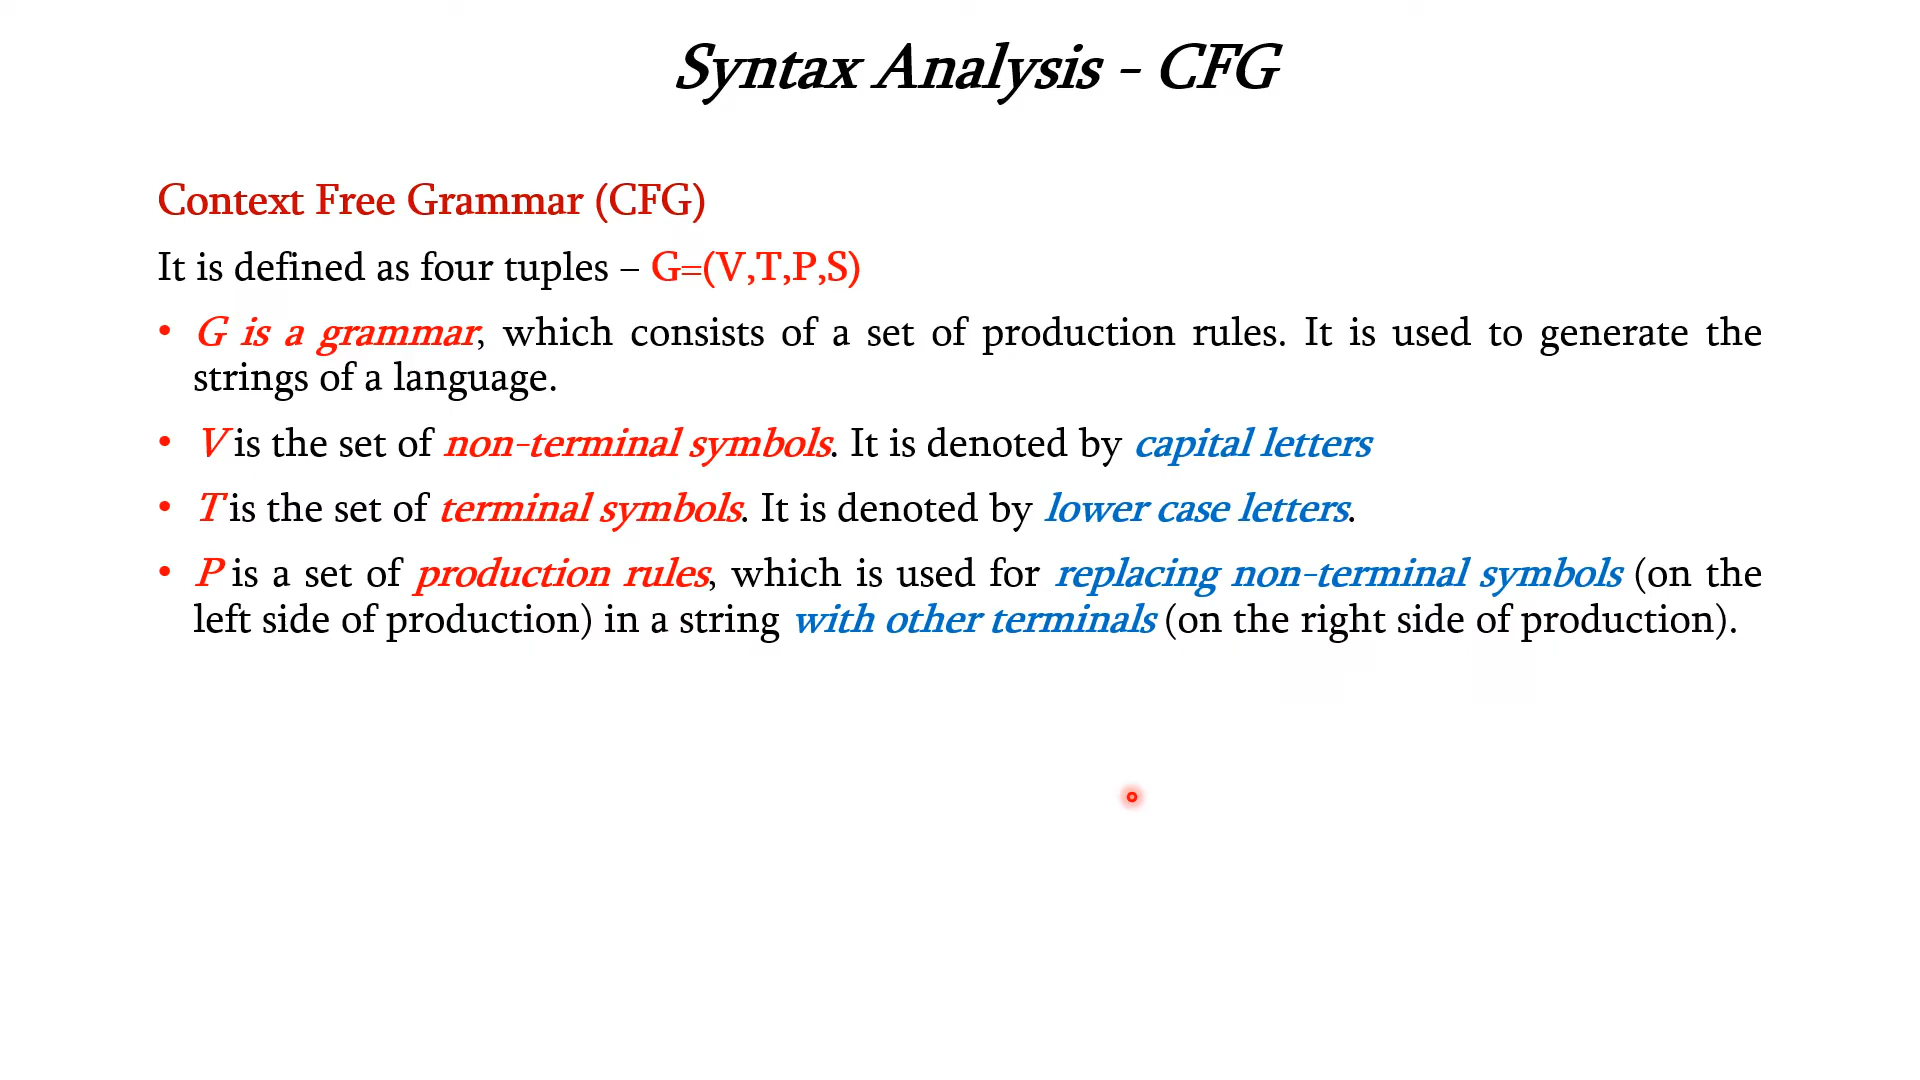 Syntax Analysis - CFG
Context Free Grammar (CFG)
It is defined as four tuples – G=(V,T,P,S)
• G is a grammar, which consists of a set of production rules. It is used to generate the
strings of a language.
• V is the set of non-terminal symbols. It is denoted by capital letters
• T is the set of terminal symbols. It is denoted by lower case letters.
• P is a set of production rules, which is used for replacing non-terminal symbols (on the
left side of production) in a string with other terminals (on the right side of production).